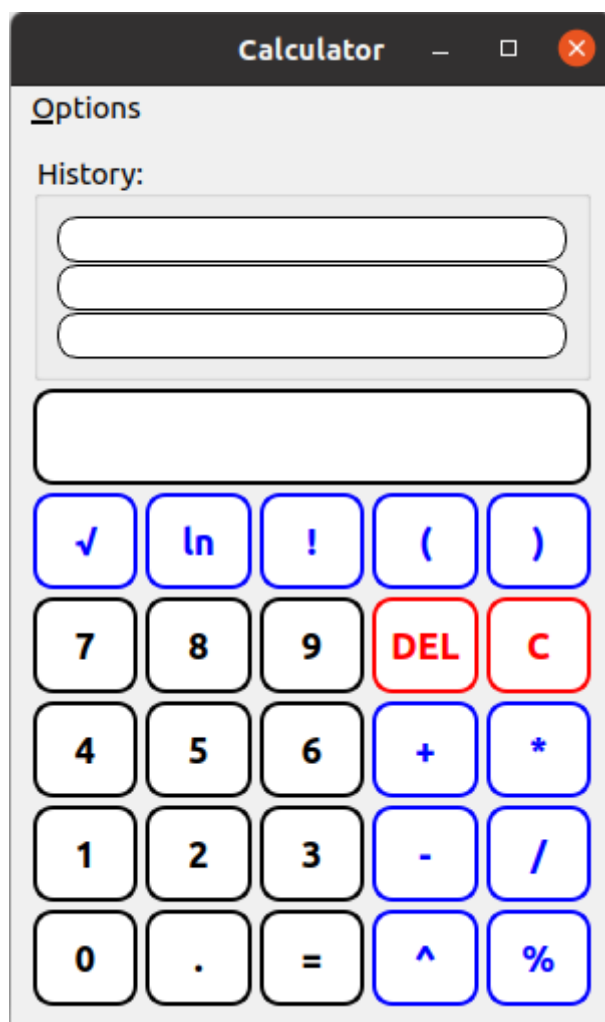 Calculator
Options
History:
√ ln ! ( )
7 8 9 DEL C
4 5 6 + *
1 2 3 - /
0 . = ^ %